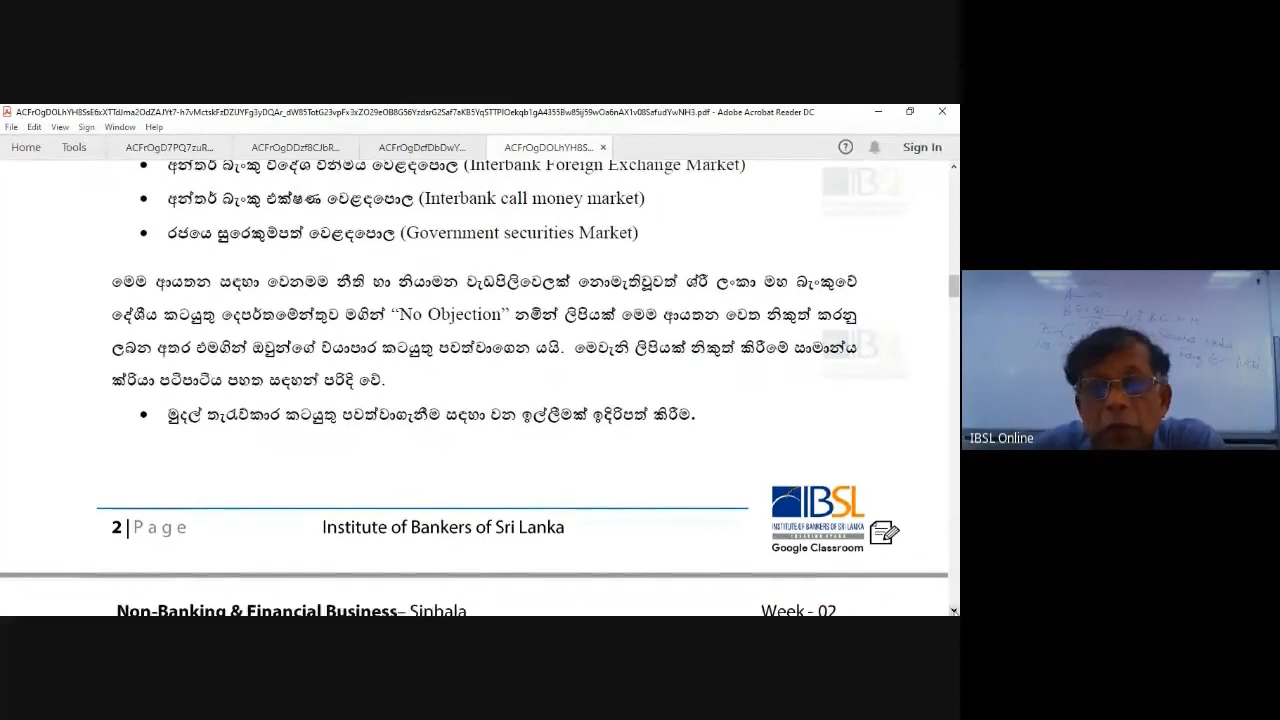 ACFrOgDOLhYH8SsE6xXTTdJma2OdZAJYt7-h7vMctskFzDZUYFg3yDQAr_dW85TotG23vpFx3xZO29eOB8G56YzdsrG2Saf7aKB5YqSTTPIOekqb1gA4355Bw85ij59wOa6nAX1v08SafudYwNH3.pdf - Adobe Acrobat Reader DC
File Edit View Sign Window Help
Home Tools ACFrOgD7PQ7zuR... ACFrOgDDzf8CJbR... ACFrOgDcfDbDwY... ACFrOgDOLhYH8S... × Sign In
• අන්තර් බැංකු විදේශ විනිමය වෙළඳපොල (Interbank Foreign Exchange Market)
• අන්තර් බැංකු ඒක්ෂණ වෙළඳපොල (Interbank call money market)
• රජයෙ සුරෙකුම්පත් වෙළඳපොල (Government securities Market)
මෙම ආයතන සඳහා වෙනමම නීති හා නියාමන වැඩපිලිවෙලක් නොමැතිවූවත් ශ්රී ලංකා මහ බැංකුවේ
දේශීය කටයුතු දෙපර්තමේන්තුව මගින් “No Objection” නමින් ලිපියක් මෙම ආයතන වෙත නිකුත් කරනු
ලබන අතර එමගින් ඔවුන්ගේ ව්යාපාර කටයුතු පවත්වාගෙන යයි. මෙවැනි ලිපියක් නිකුත් කිරීමේ සාමාන්ය
ක්රියා පටිපාටිය පහත සඳහන් පරිදි වේ.
• මුදල් තැරැව්කාර කටයුතු පවත්වාගැනීම සඳහා වන ඉල්ලීමක් ඉදිරිපත් කිරීම.
2 | Page Institute of Bankers of Sri Lanka
IBSL
INSTITUTE OF BANKERS OF SRI LANKA
Google Classroom
Non-Banking & Financial Business– Sinhala Week - 02
IBSL Online